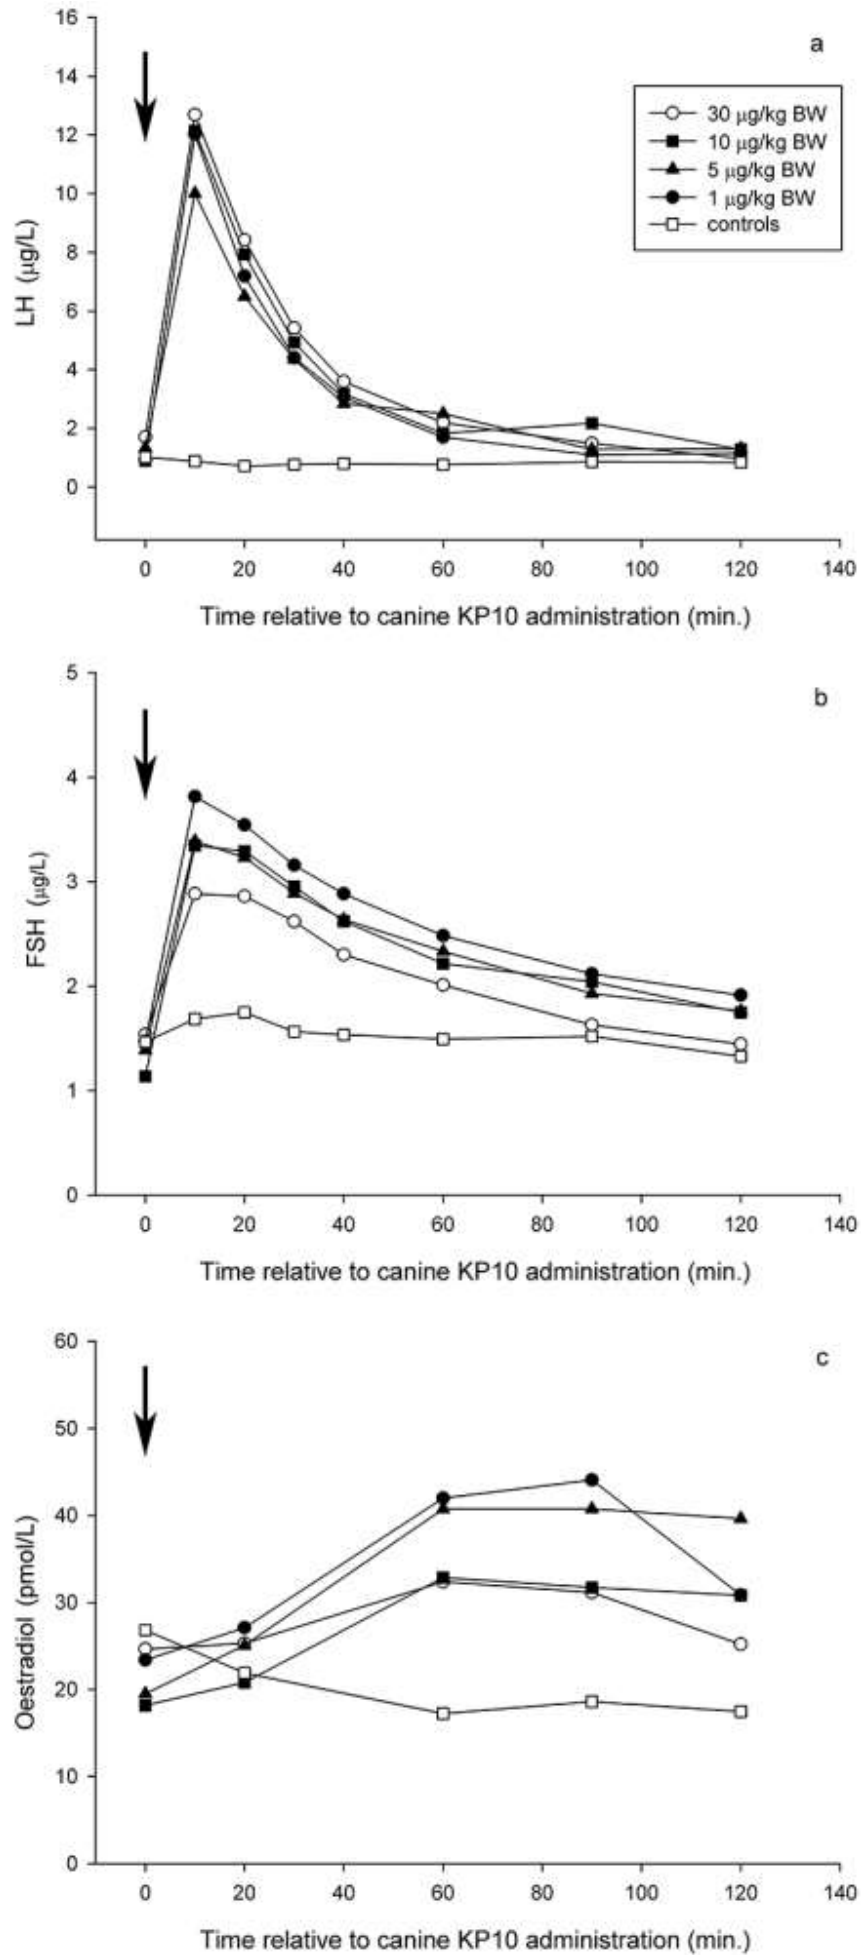 a
16
14
12
10
8
6
4
2
0
LH (μg/L)
30 μg/kg BW
10 μg/kg BW
5 μg/kg BW
1 μg/kg BW
controls
0 20 40 60 80 100 120 140
Time relative to canine KP10 administration (min.)
b
5
4
3
2
1
0
FSH (μg/L)
0 20 40 60 80 100 120 140
Time relative to canine KP10 administration (min.)
c
60
50
40
30
20
10
0
Oestradiol (pmol/L)
0 20 40 60 80 100 120 140
Time relative to canine KP10 administration (min.)